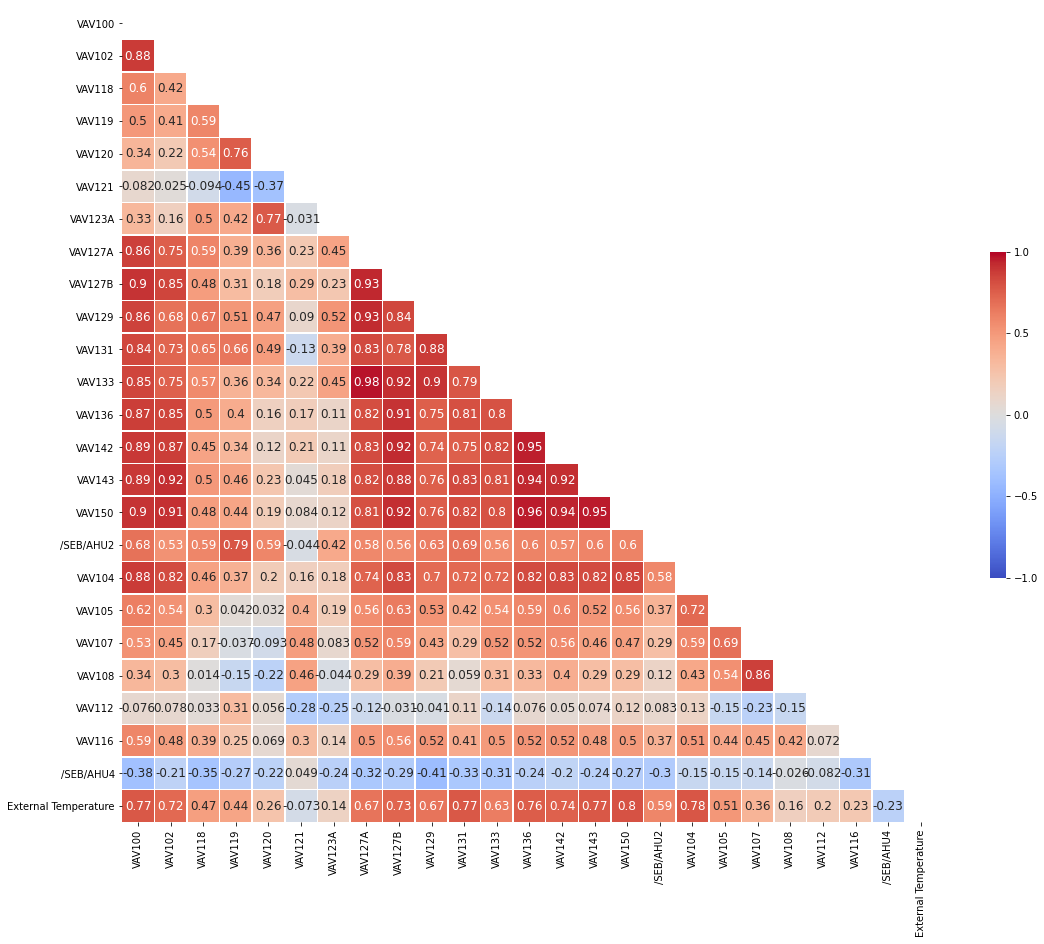 VAV100
VAV102 0.88
VAV118 0.6 0.42
VAV119 0.5 0.41 0.59
VAV120 0.34 0.22 0.54 0.76
VAV121 0.082 0.025 -0.094 -0.45 -0.37
VAV123A 0.33 0.16 0.5 0.42 0.77 -0.031
VAV127A 0.86 0.75 0.59 0.39 0.36 0.23 0.45
VAV127B 0.9 0.85 0.48 0.31 0.18 0.29 0.23 0.93
VAV129 0.86 0.68 0.67 0.51 0.47 0.09 0.52 0.93 0.84
VAV131 0.84 0.73 0.65 0.66 0.49 -0.13 0.39 0.83 0.78 0.88
VAV133 0.85 0.75 0.57 0.36 0.34 0.22 0.45 0.98 0.92 0.9 0.79
VAV136 0.87 0.85 0.5 0.4 0.16 0.17 0.11 0.82 0.91 0.75 0.81 0.8
VAV142 0.89 0.87 0.45 0.34 0.12 0.21 0.11 0.83 0.92 0.74 0.75 0.82 0.95
VAV143 0.89 0.92 0.5 0.46 0.23 0.045 0.18 0.82 0.88 0.76 0.83 0.81 0.94 0.92
VAV150 0.9 0.91 0.48 0.44 0.19 0.084 0.12 0.81 0.92 0.76 0.82 0.8 0.96 0.94 0.95
/SEB/AHU2 0.68 0.53 0.59 0.79 0.59 -0.044 0.42 0.58 0.56 0.63 0.69 0.56 0.6 0.57 0.6 0.6
VAV104 0.88 0.82 0.46 0.37 0.2 0.16 0.18 0.74 0.83 0.7 0.72 0.72 0.82 0.83 0.82 0.85 0.58
VAV105 0.62 0.54 0.3 0.042 0.032 0.4 0.19 0.56 0.63 0.53 0.42 0.54 0.59 0.6 0.52 0.56 0.37 0.72
VAV107 0.53 0.45 0.17 -0.037 -0.093 0.48 0.083 0.52 0.59 0.43 0.29 0.52 0.52 0.56 0.46 0.47 0.29 0.59 0.69
VAV108 0.34 0.3 0.014 -0.15 -0.22 0.46 -0.044 0.29 0.39 0.21 0.059 0.31 0.33 0.4 0.29 0.29 0.12 0.43 0.54 0.86
VAV112 0.076 0.078 0.033 0.31 0.056 -0.28 -0.25 -0.12 -0.031 -0.041 0.11 -0.14 0.076 0.05 0.074 0.12 0.083 0.13 -0.15 -0.23 -0.15
VAV116 0.59 0.48 0.39 0.25 0.069 0.3 0.14 0.5 0.56 0.52 0.41 0.5 0.52 0.52 0.48 0.5 0.37 0.51 0.44 0.45 0.42 0.072
/SEB/AHU4 -0.38 -0.21 -0.35 -0.27 -0.22 0.049 -0.24 -0.32 -0.29 -0.41 -0.33 -0.31 -0.24 -0.2 -0.24 -0.27 -0.3 -0.15 -0.15 -0.14 -0.026 -0.082 -0.31
External Temperature 0.77 0.72 0.47 0.44 0.26 -0.073 0.14 0.67 0.73 0.67 0.77 0.63 0.76 0.74 0.77 0.8 0.59 0.78 0.51 0.36 0.16 0.2 0.23 -0.23
VAV100
VAV102
VAV118
VAV119
VAV120
VAV121
VAV123A
VAV127A
VAV127B
VAV129
VAV131
VAV133
VAV136
VAV142
VAV143
VAV150
/SEB/AHU2
VAV104
VAV105
VAV107
VAV108
VAV112
VAV116
/SEB/AHU4
External Temperature
1.0
0.5
0.0
−0.5
−1.0